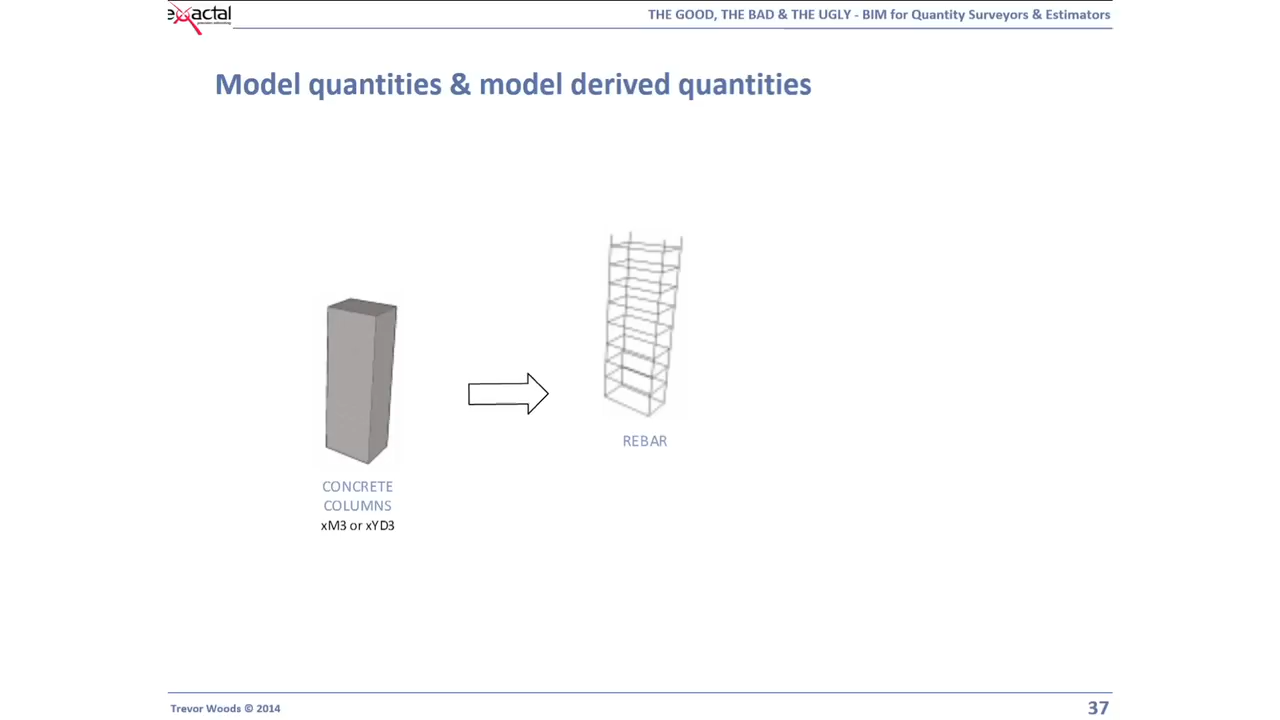 exactal
THE GOOD, THE BAD & THE UGLY - BIM for Quantity Surveyors & Estimators
Model quantities & model derived quantities
REBAR
CONCRETE
COLUMNS
xM3 or xYD3
Trevor Woods © 2014
37